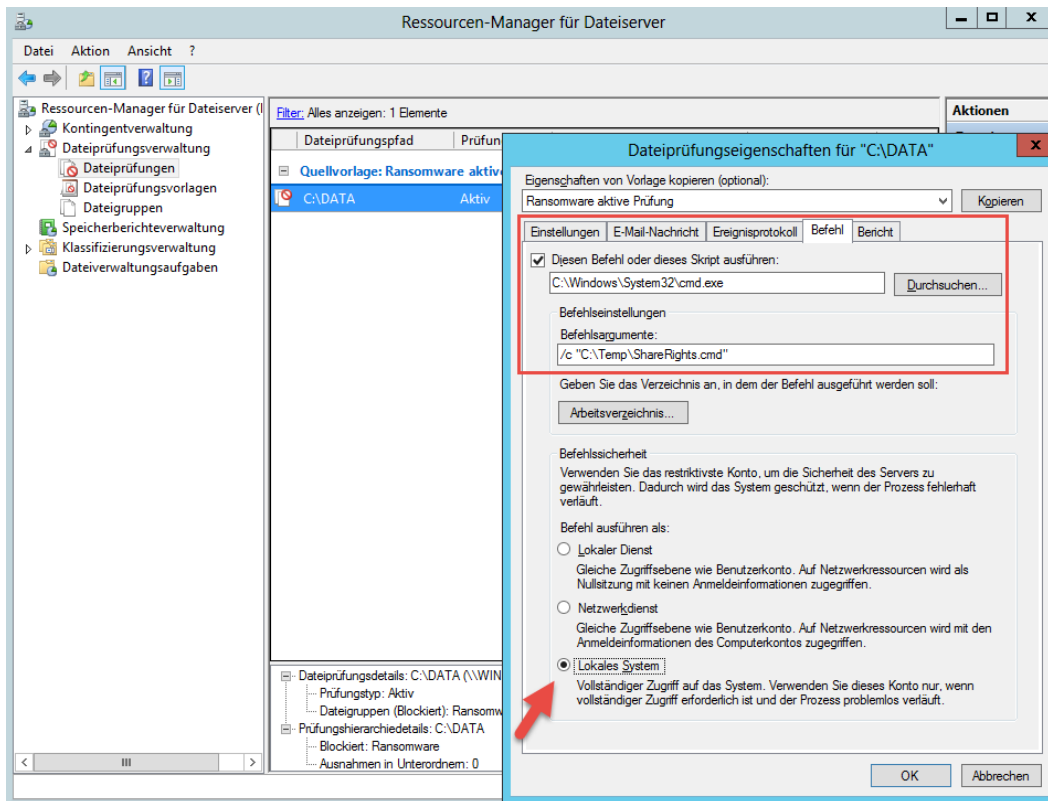 Ressourcen-Manager für Dateiserver
Datei Aktion Ansicht ?
Ressourcen-Manager für Dateiserver (l
Kontingentverwaltung
Dateiprüfungsverwaltung
Dateiprüfungen
Dateiprüfungsvorlagen
Dateigruppen
Speicherberichteverwaltung
Klassifizierungsverwaltung
Dateiverwaltungsaufgaben
Filter: Alles anzeigen: 1 Elemente
Dateiprüfungspfad Prüfun
Quellvorlage: Ransomware aktive
C:\DATA Aktiv
Dateiprüfungsdetails: C:\DATA (\\WIN
Prüfungstyp: Aktiv
Dateigruppen (Blockiert): Ransomw
Prüfungshierarchiedetails: C:\DATA
Blockiert: Ransomware
Ausnahmen in Unterordnern: 0
Aktionen
Dateiprüfungseigenschaften für "C:\DATA"
Eigenschaften von Vorlage kopieren (optional):
Ransomware aktive Prüfung Kopieren
Einstellungen E-Mail-Nachricht Ereignisprotokoll Befehl Bericht
Diesen Befehl oder dieses Skript ausführen:
C:\Windows\System32\cmd.exe Durchsuchen...
Befehlseinstellungen
Befehlsargumente:
/c "C:\Temp\ShareRights.cmd"
Geben Sie das Verzeichnis an, in dem der Befehl ausgeführt werden soll:
Arbeitsverzeichnis...
Befehlssicherheit
Verwenden Sie das restriktivste Konto, um die Sicherheit des Servers zu
gewährleisten. Dadurch wird das System geschützt, wenn der Prozess fehlerhaft
verläuft.
Befehl ausführen als:
Lokaler Dienst
Gleiche Zugriffsebene wie Benutzerkonto. Auf Netzwerkressourcen wird als
Nullsitzung mit keinen Anmeldeinformationen zugegriffen.
Netzwerkdienst
Gleiche Zugriffsebene wie Benutzerkonto. Auf Netzwerkressourcen wird mit den
Anmeldeinformationen des Computerkontos zugegriffen.
Lokales System
Vollständiger Zugriff auf das System. Verwenden Sie dieses Konto nur, wenn
vollständiger Zugriff erforderlich ist und der Prozess problemlos verläuft.
OK Abbrechen